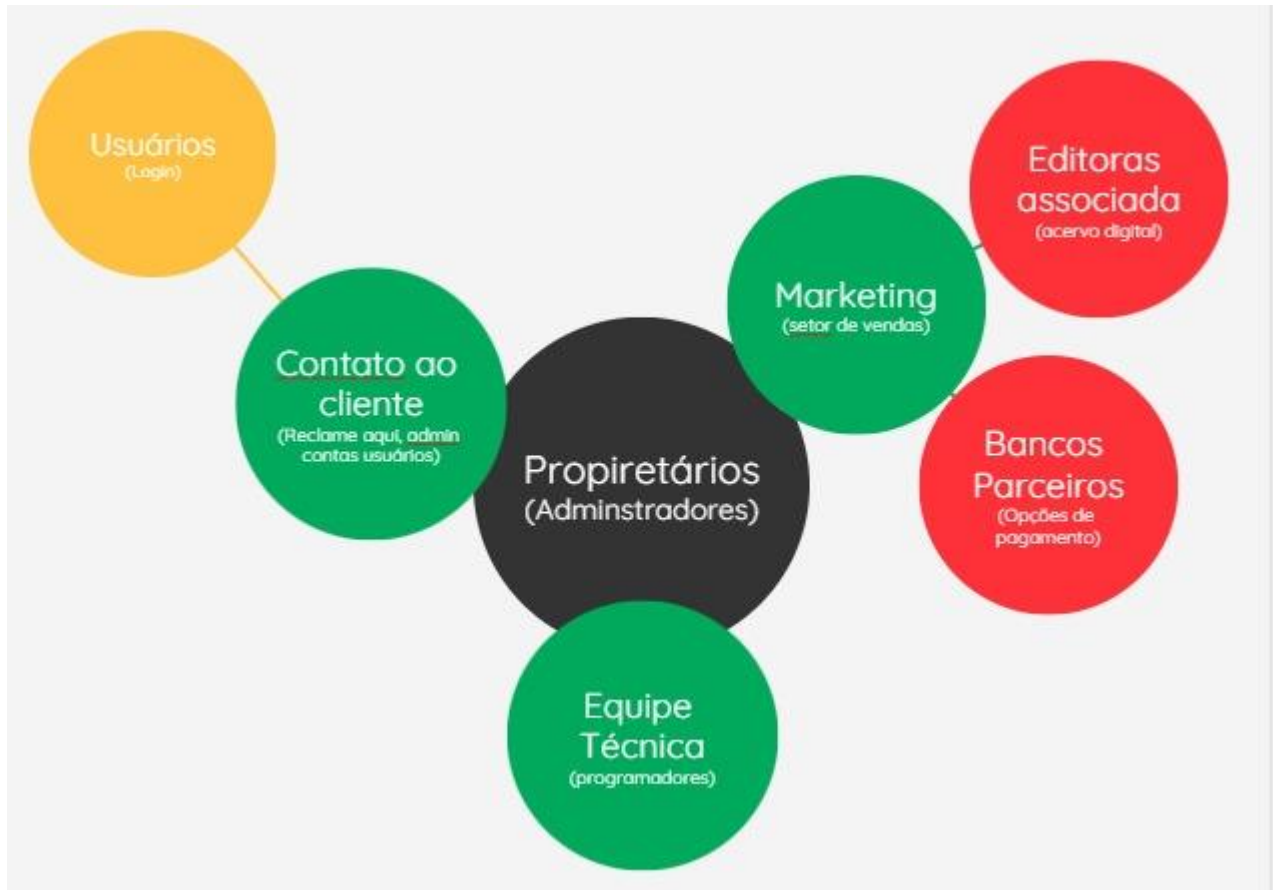 Usuários
(Login)
Contato ao
cliente
(Reclame aqui, admin
contas usuários)
Propiretários
(Adminstradores)
Marketing
(setor de vendas)
Editoras
associada
(acervo digital)
Bancos
Parceiros
(Opções de
pagamento)
Equipe
Técnica
(programadores)